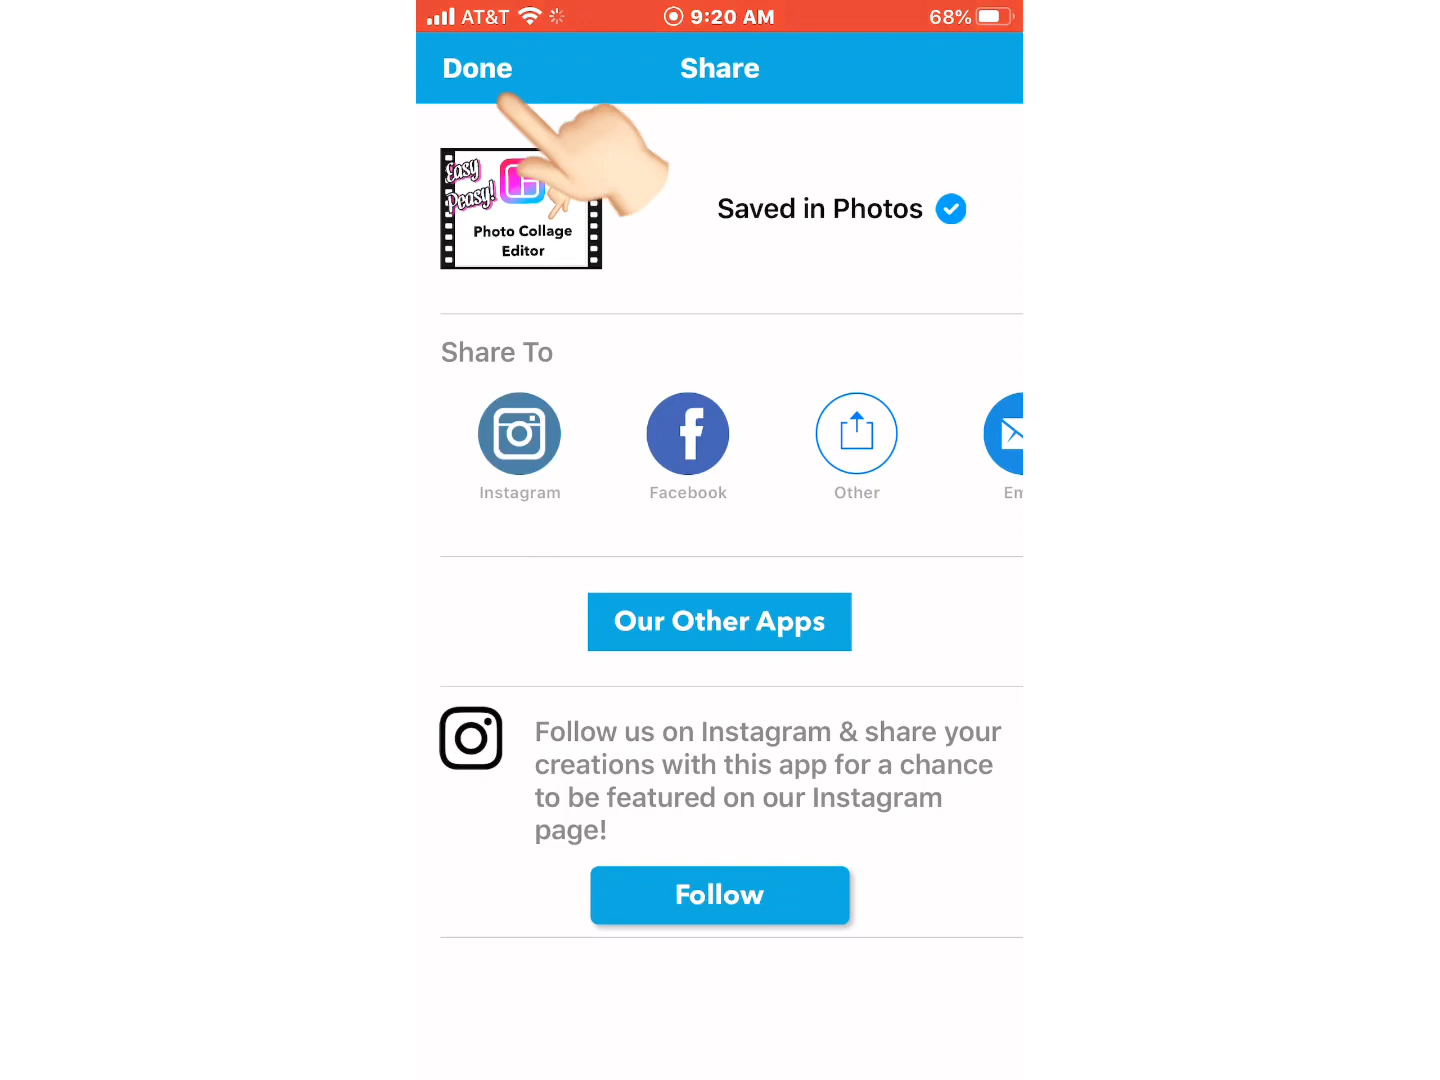 AT&T 9:20 AM 68%
Done Share
Easy
Peasy!
Photo Collage
Editor
Saved in Photos
Share To
Instagram Facebook Other Em
Our Other Apps
Follow us on Instagram & share your
creations with this app for a chance
to be featured on our Instagram
page!
Follow